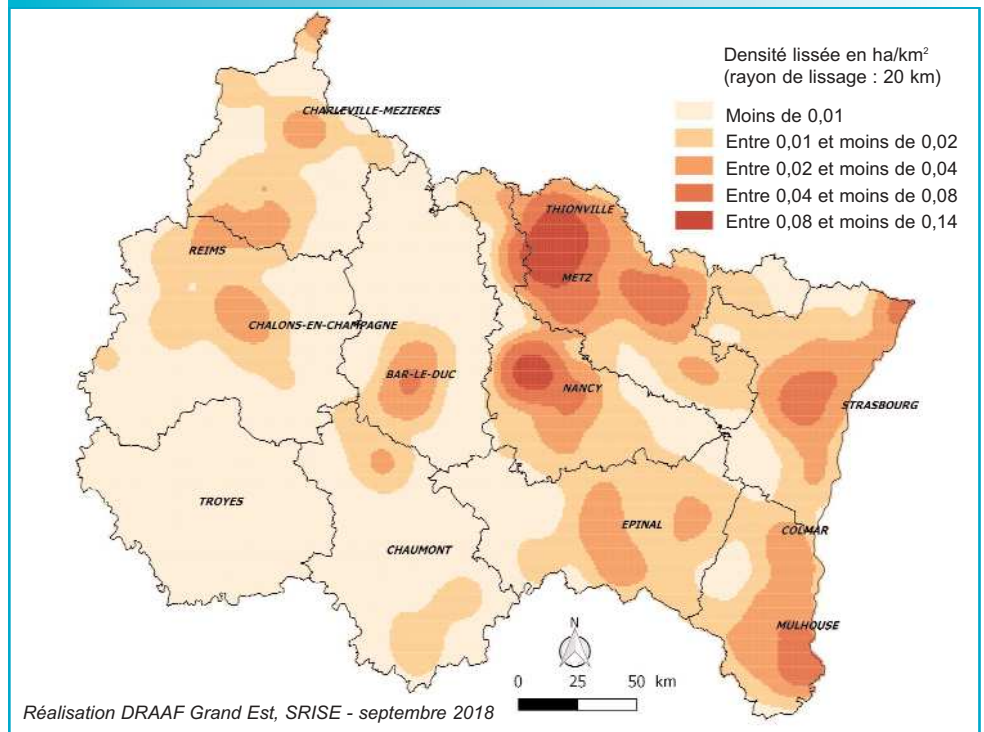 Densité lissée en ha/km²
(rayon de lissage : 20 km)
Moins de 0,01
Entre 0,01 et moins de 0,02
Entre 0,02 et moins de 0,04
Entre 0,04 et moins de 0,08
Entre 0,08 et moins de 0,14
CHARLEVILLE-MEZIERES
THIONVILLE
REIMS
METZ
CHALONS-EN-CHAMPAGNE
BAR-LE-DUC
NANCY
STRASBOURG
TROYES
EPINAL
COLMAR
CHAUMONT
MULHOUSE
N
0 25 50 km
Réalisation DRAAF Grand Est, SRISE - septembre 2018